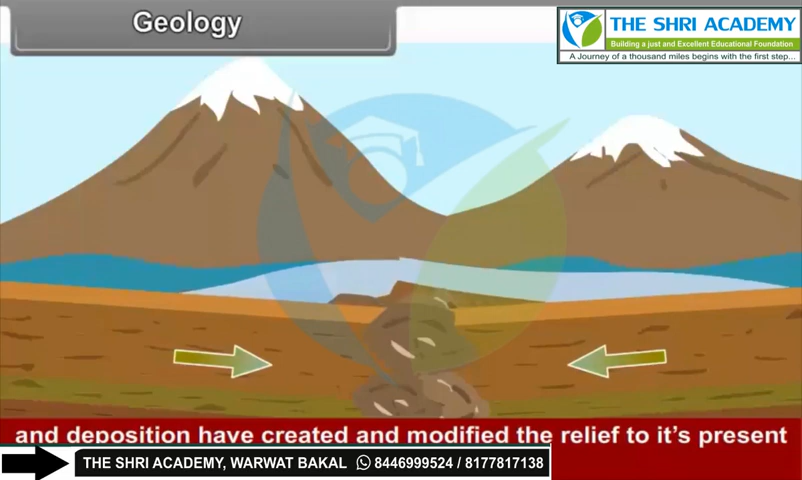 Geology
THE SHRI ACADEMY
Building a just and Excellent Educational Foundation
A Journey of a thousand miles begins with the first step...
and deposition have created and modified the relief to it's present
THE SHRI ACADEMY, WARWAT BAKAL 8446999524 / 8177817138